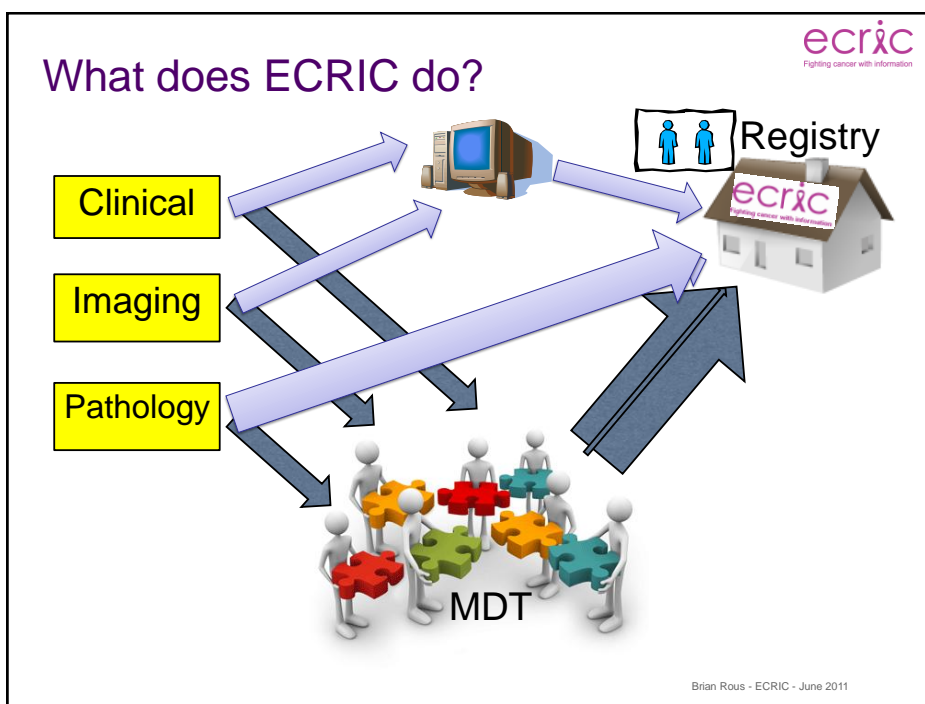 ecric
Fighting cancer with information
What does ECRIC do?
Registry
Clinical
ecric
Fighting cancer with information
Imaging
Pathology
MDT
Brian Rous - ECRIC - June 2011